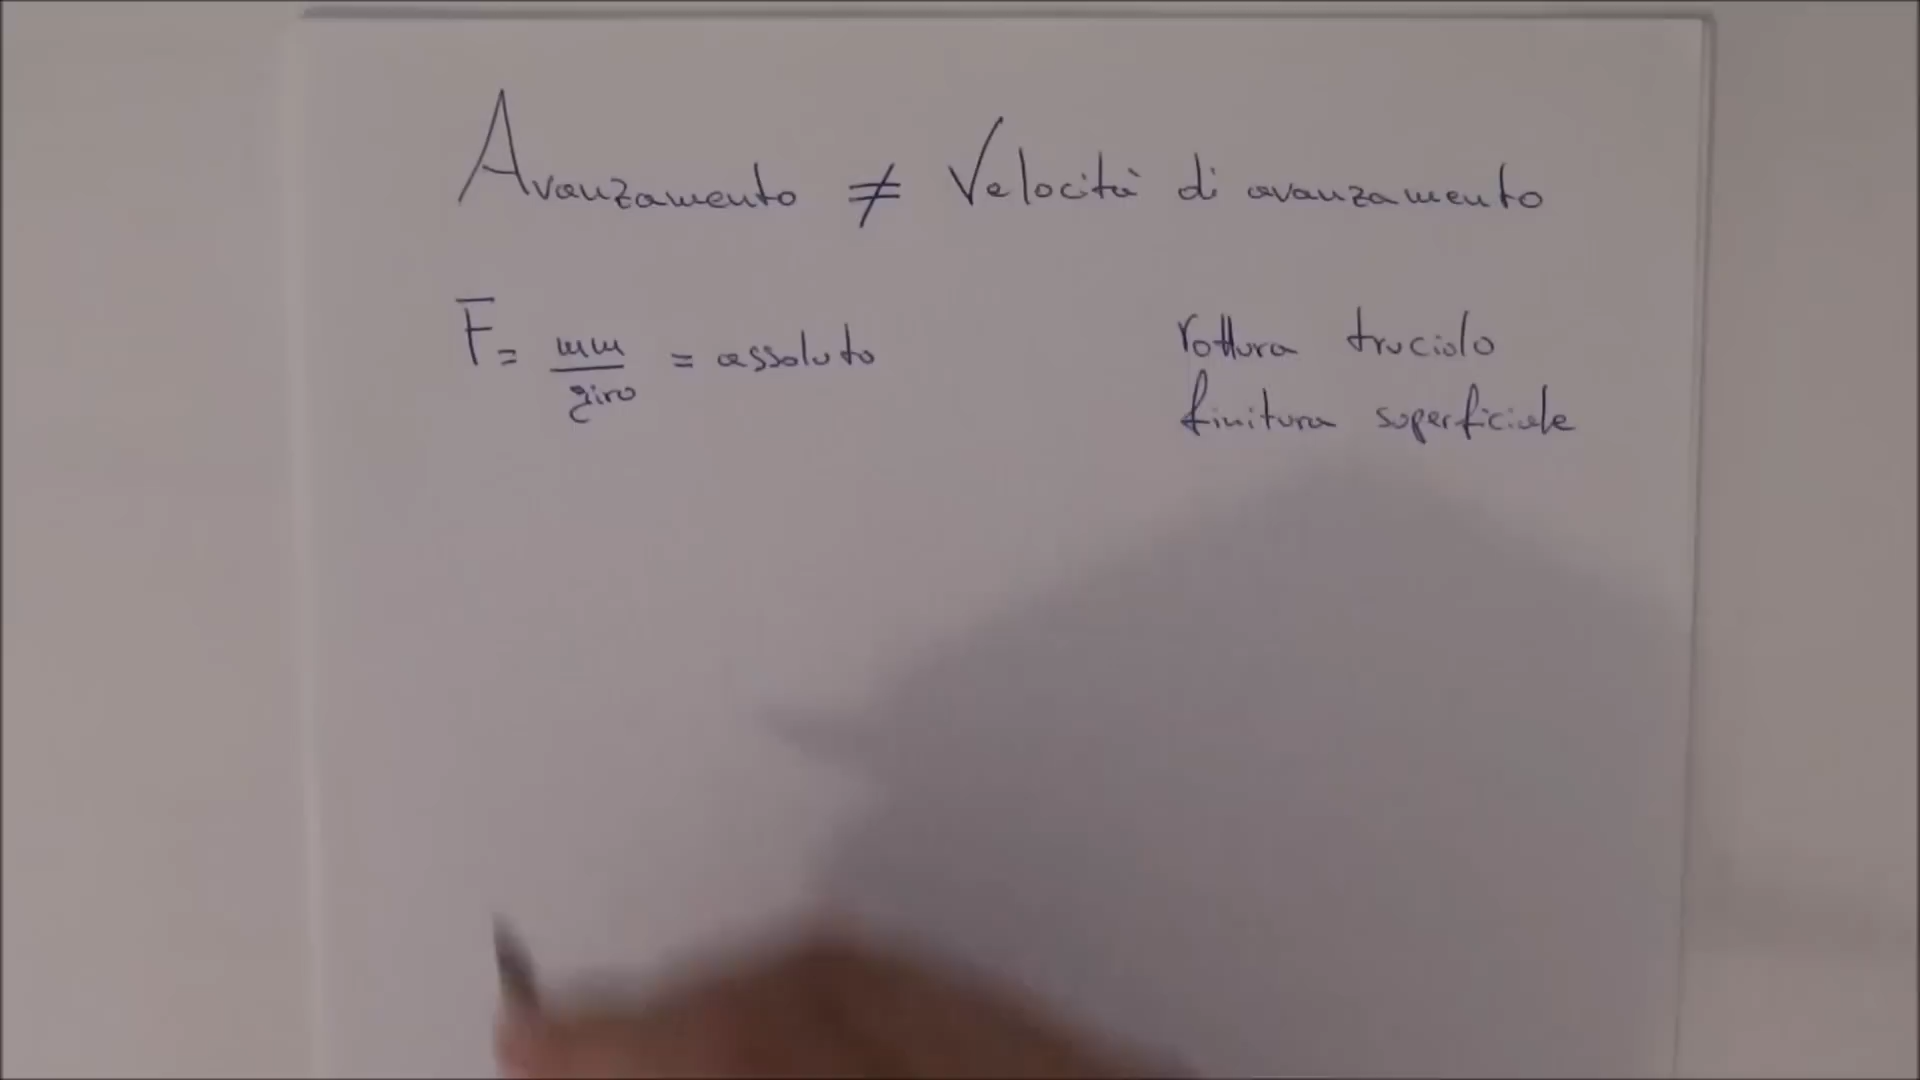 Avanzamento ≠ Velocità di avanzamento
F = mm/giro = assoluto
rottura truciolo
finitura superficiale